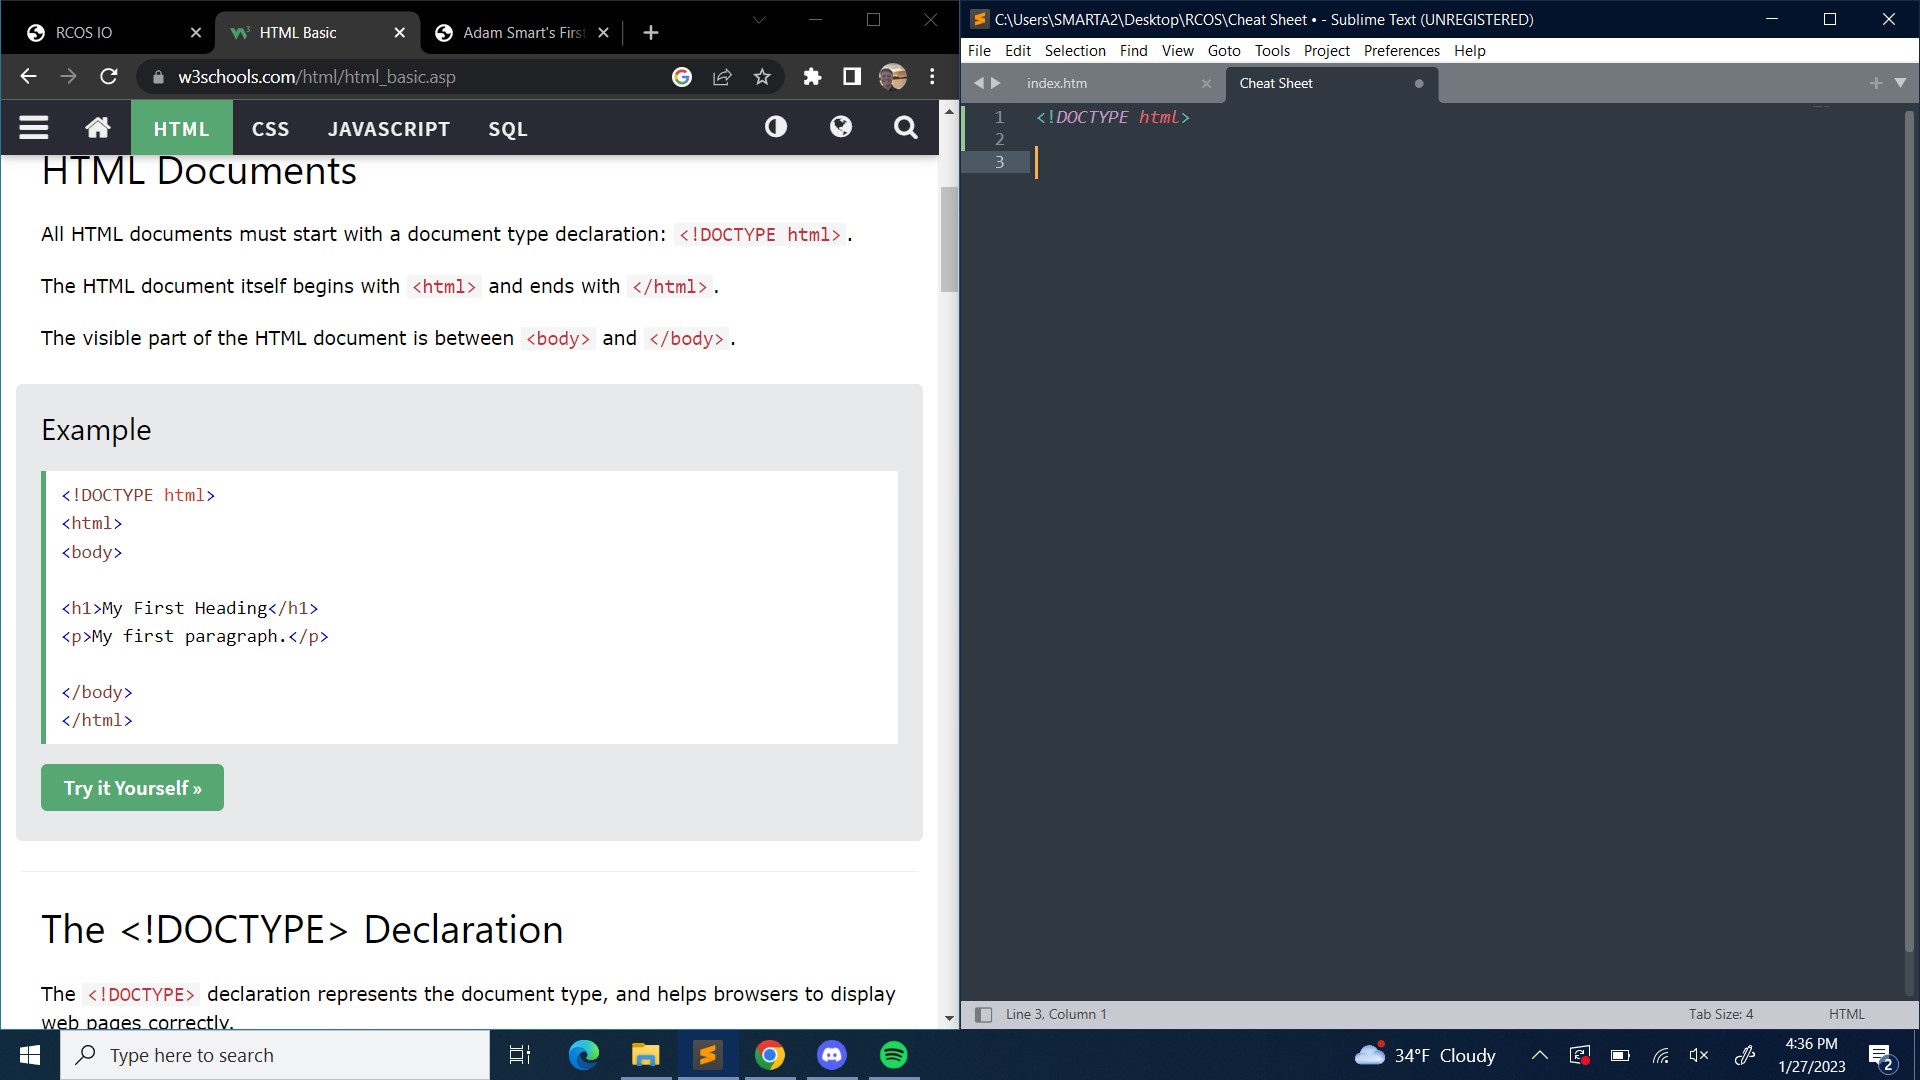 RCOS IO
HTML Basic
Adam Smart's First
w3schools.com/html/html_basic.asp
HTML CSS JAVASCRIPT SQL
HTML Documents
All HTML documents must start with a document type declaration: <!DOCTYPE html>.
The HTML document itself begins with <html> and ends with </html>.
The visible part of the HTML document is between <body> and </body>.
Example
<!DOCTYPE html>
<html>
<body>
<h1>My First Heading</h1>
<p>My first paragraph.</p>
</body>
</html>
Try it Yourself »
The <!DOCTYPE> Declaration
The <!DOCTYPE> declaration represents the document type, and helps browsers to display
web pages correctly.
C:\Users\SMARTA2\Desktop\RCOS\Cheat Sheet • - Sublime Text (UNREGISTERED)
File Edit Selection Find View Goto Tools Project Preferences Help
index.htm
Cheat Sheet
1 <!DOCTYPE html>
2
3
Line 3, Column 1
Tab Size: 4
HTML
Type here to search
34°F Cloudy
4:36 PM
1/27/2023
2